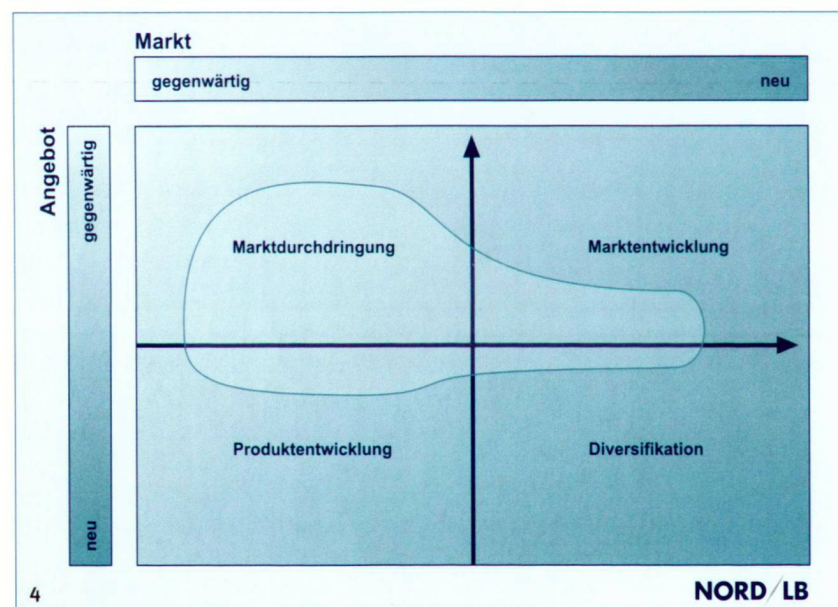 Markt
gegenwärtig neu
Angebot
gegenwärtig
neu
Marktdurchdringung Marktentwicklung
Produktentwicklung Diversifikation
4 NORD/LB